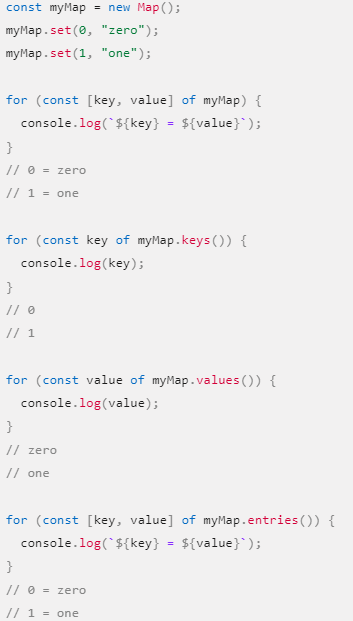 const myMap = new Map();
myMap.set(0, "zero");
myMap.set(1, "one");

for (const [key, value] of myMap) {
  console.log(`${key} = ${value}`);
}
// 0 = zero
// 1 = one

for (const key of myMap.keys()) {
  console.log(key);
}
// 0
// 1

for (const value of myMap.values()) {
  console.log(value);
}
// zero
// one

for (const [key, value] of myMap.entries()) {
  console.log(`${key} = ${value}`);
}
// 0 = zero
// 1 = one